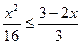 x²/16 ≤ (3 − 2x)/3